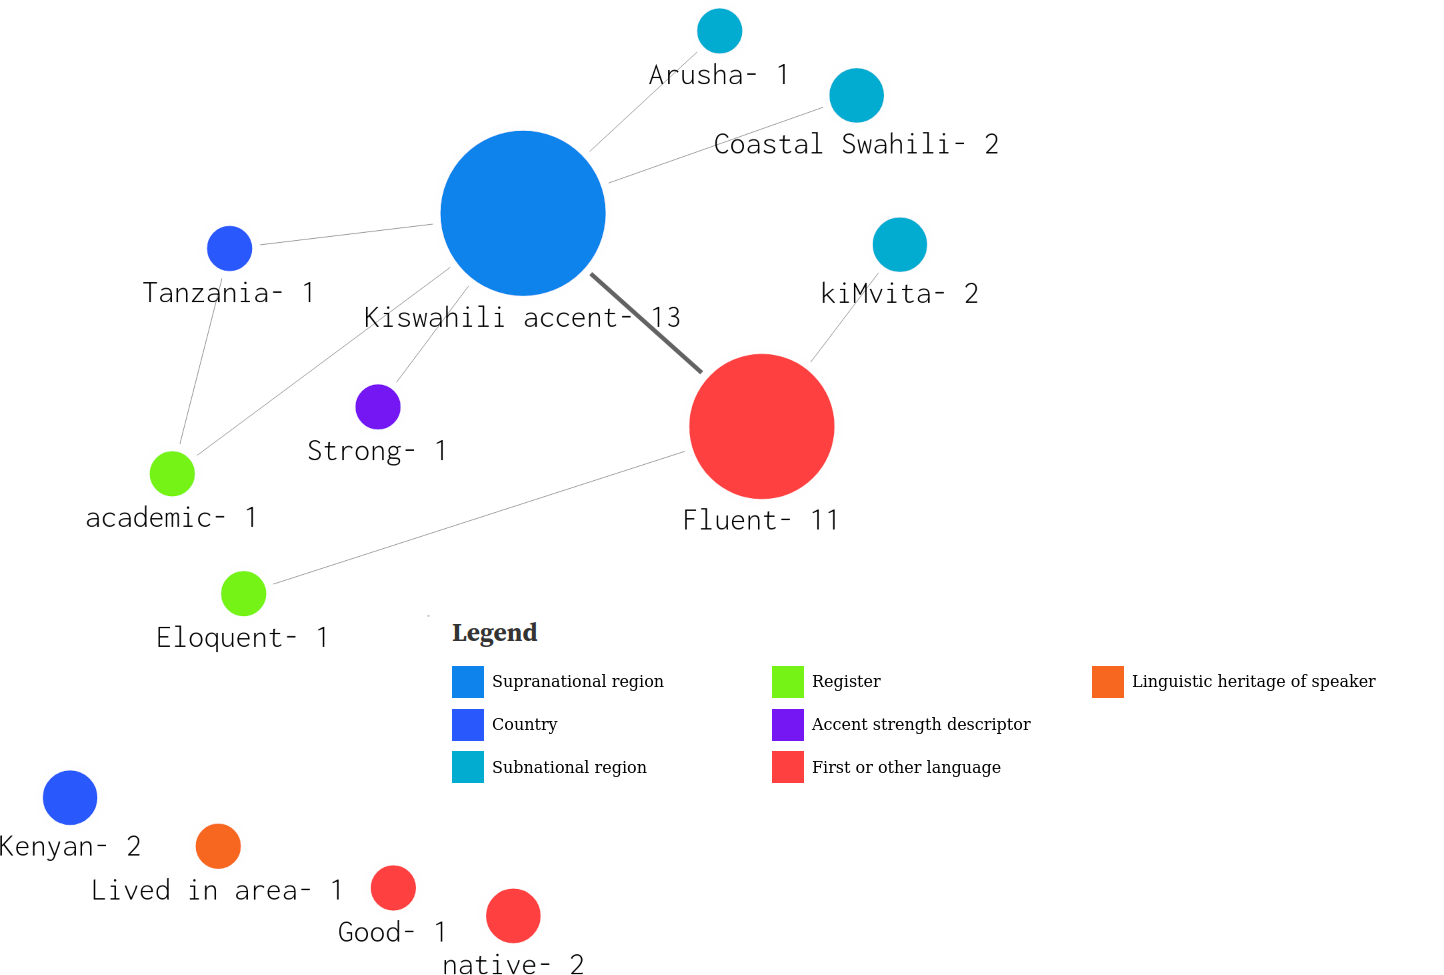 Arusha- 1
Coastal Swahili- 2
Tanzania- 1
kiMvita- 2
Kiswahili accent- 13
Strong- 1
academic- 1
Fluent- 11
Eloquent- 1
Legend
Supranational region
Register
Linguistic heritage of speaker
Country
Accent strength descriptor
Subnational region
First or other language
Kenyan- 2
Lived in area- 1
Good- 1
native- 2